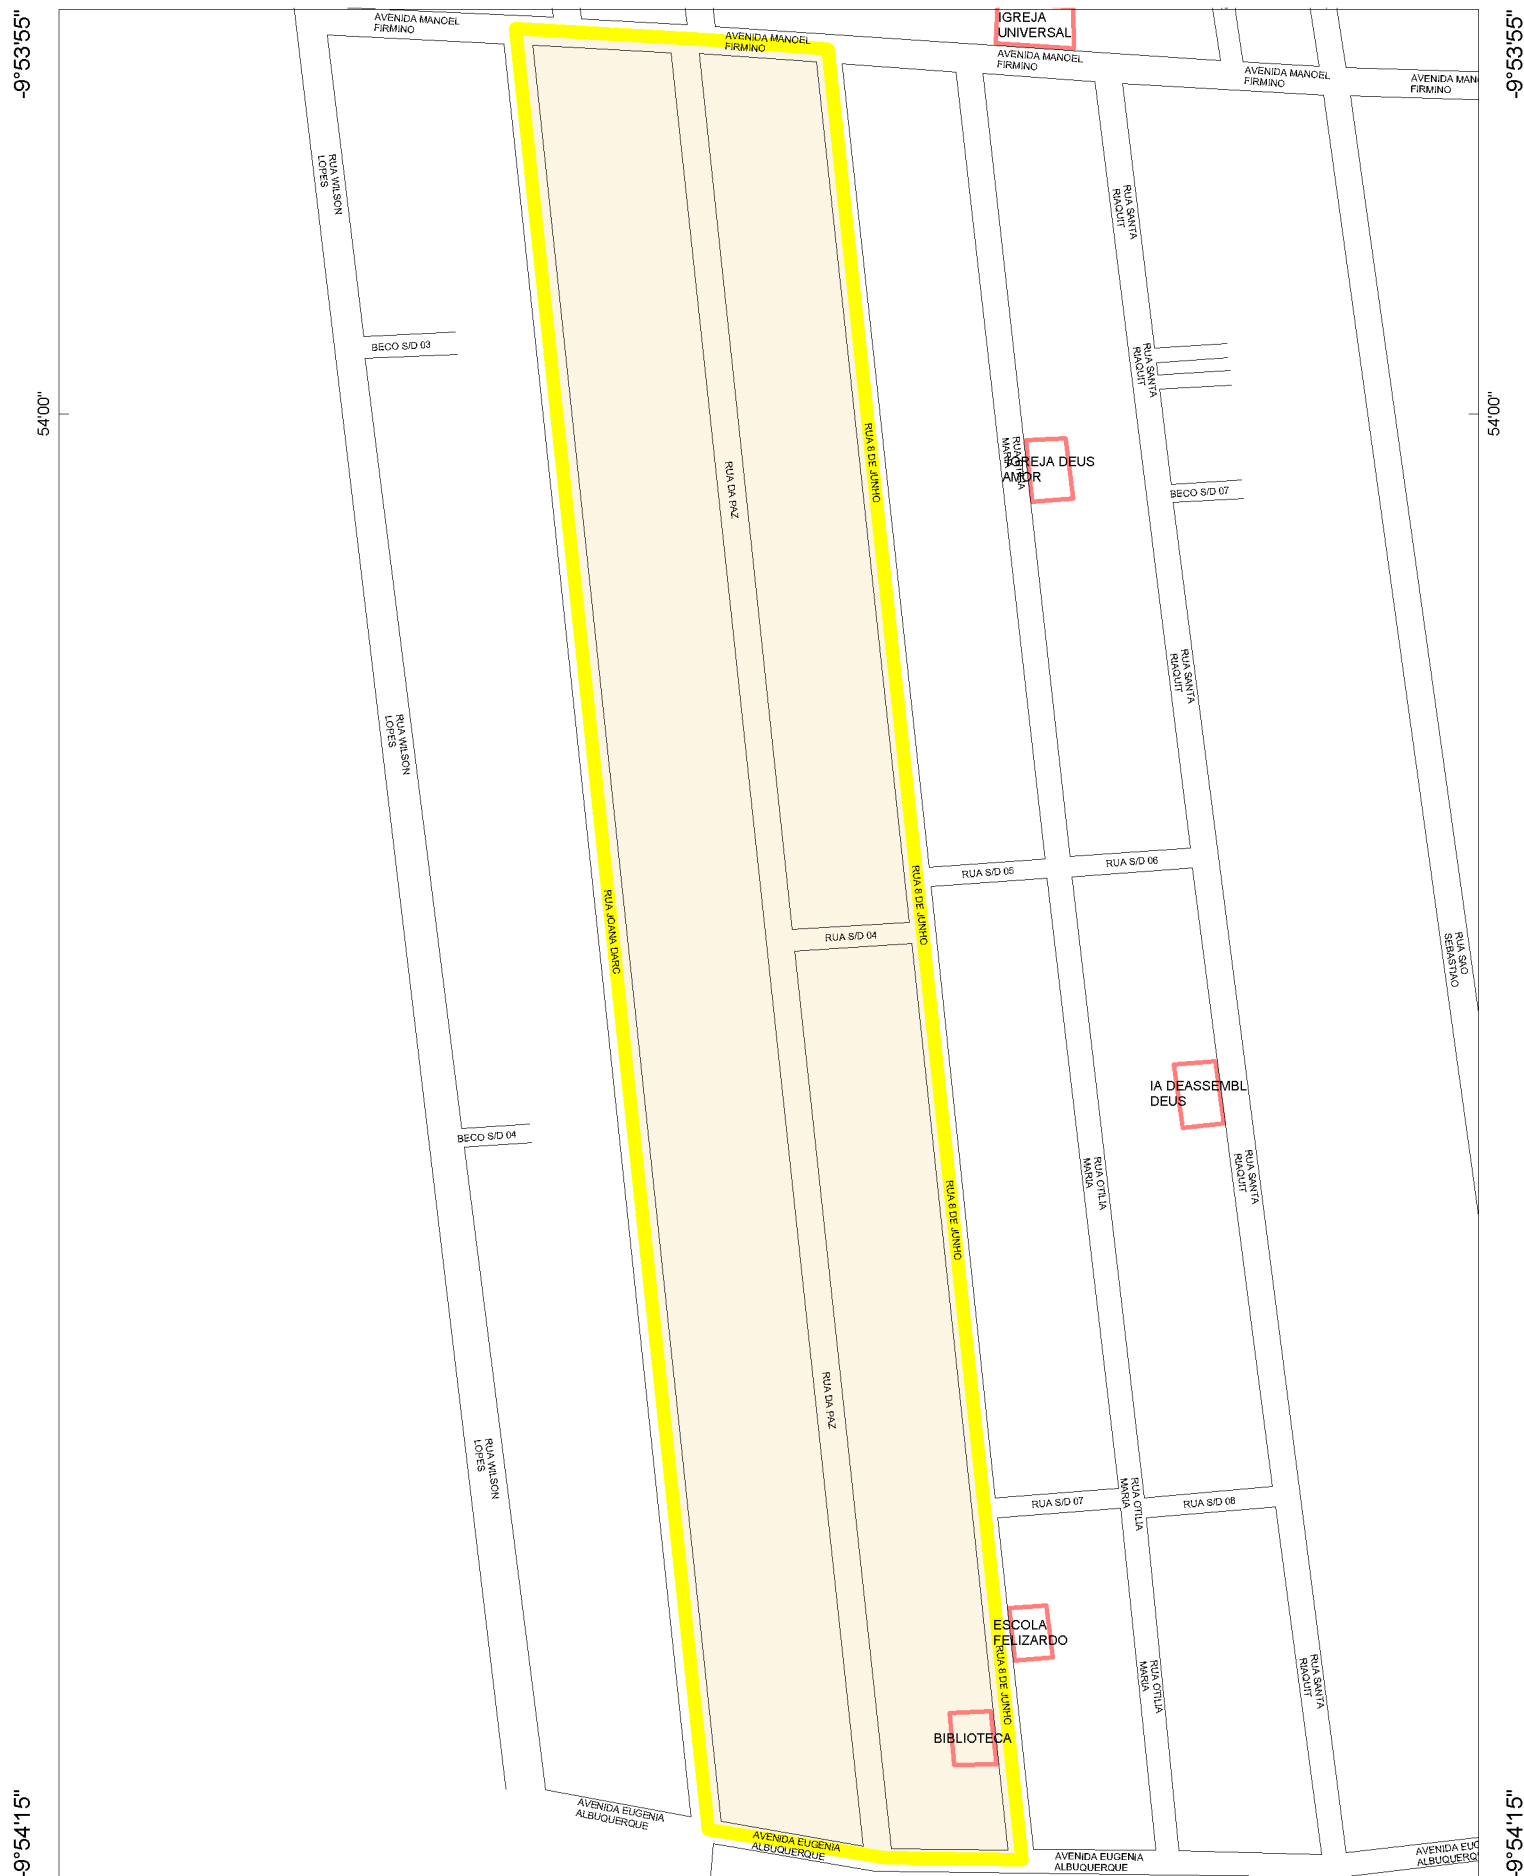 -9°53'55"
AVENIDA MANOEL
FIRMINO
AVENIDA MANOEL
FIRMINO
IGREJA
UNIVERSAL
AVENIDA MANOEL
FIRMINO
AVENIDA MANOEL
FIRMINO
AVENIDA MAN
FIRMINO
-9°53'55"
RUA WILSON
LOPES
RUA SANTA
RIAQUIT
BECO S/D 03
RUA SANTA
RIAQUIT
54'00"
54'00"
RUA DA PAZ
RUA 8 DE JUNHO
IGREJA DEUS
AMOR
BECO S/D 07
RUA WILSON
LOPES
RUA SANTA
RIAQUIT
RUA JOANA DARC
RUA 8 DE JUNHO
RUA S/D 04
RUA S/D 05
RUA S/D 06
RUA SAO
SEBASTIAO
BECO S/D 04
IA DEASSEMBL
DEUS
RUA 8 DE JUNHO
RUA OTILIA
MARIA
RUA SANTA
RIAQUIT
RUA WILSON
LOPES
RUA DA PAZ
RUA S/D 07
RUA OTILIA
MARIA
RUA S/D 08
ESCOLA
FELIZARDO
RUA 8 DE JUNHO
RUA OTILIA
MARIA
RUA SANTA
RIAQUIT
BIBLIOTECA
-9°54'15"
AVENIDA EUGENIA
ALBUQUERQUE
AVENIDA EUGENIA
ALBUQUERQUE
AVENIDA EUGENIA
ALBUQUERQUE
AVENIDA EUG
ALBUQUERQ
-9°54'15"